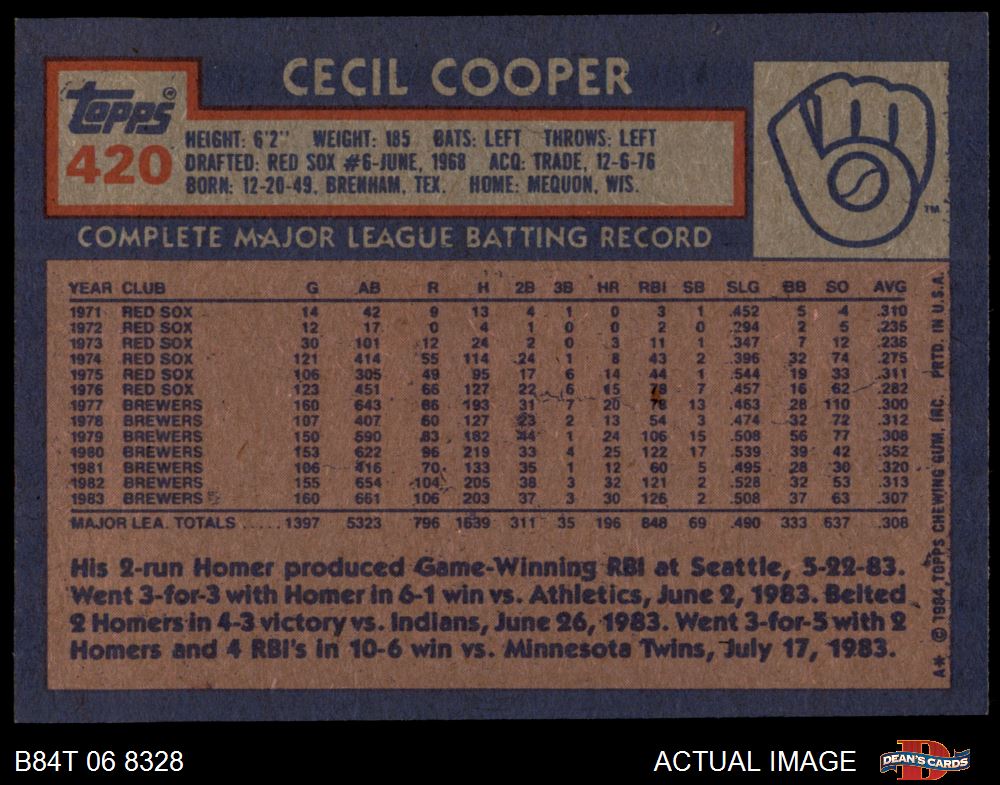 CECIL COOPER
Topps©
420
HEIGHT: 6'2" WEIGHT: 185 BATS: LEFT THROWS: LEFT
DRAFTED: RED SOX #6-JUNE, 1968 ACQ: TRADE, 12-6-76
BORN: 12-20-49, BRENHAM, TEX. HOME: MEQUON, WIS.
TM
COMPLETE MAJOR LEAGUE BATTING RECORD
YEAR CLUB G AB R H 2B 3B HR RBI SB SLG BB SO AVG
1971 RED SOX 14 42 9 13 4 1 0 3 1 .452 5 4 .310
1972 RED SOX 12 17 0 4 1 0 0 2 0 .294 2 5 .235
1973 RED SOX 30 101 12 24 2 0 3 11 1 .347 7 12 .238
1974 RED SOX 121 414 55 114 24 1 8 43 2 .396 32 74 .275
1975 RED SOX 106 305 49 95 17 6 14 44 1 .544 19 33 .311
1976 RED SOX 123 451 66 127 22 6 15 78 7 .457 16 62 .282
1977 BREWERS 160 643 86 193 31 7 20 78 13 .463 28 110 .300
1978 BREWERS 107 407 60 127 23 2 13 54 3 .474 32 72 .312
1979 BREWERS 150 590 83 182 44 1 24 106 15 .508 56 77 .308
1980 BREWERS 153 622 96 219 33 4 25 122 17 .539 39 42 .352
1981 BREWERS 106 416 70 133 35 1 12 60 5 .495 28 30 .320
1982 BREWERS 155 654 104 205 38 3 32 121 2 .528 32 53 .313
1983 BREWERS 160 661 106 203 37 3 30 126 2 .508 37 63 .307
MAJOR LEA. TOTALS ..... 1397 5323 796 1639 311 35 196 848 69 .490 333 637 .308
His 2-run Homer produced Game-Winning RBI at Seattle, 5-22-83.
Went 3-for-3 with Homer in 6-1 win vs. Athletics, June 2, 1983. Belted
2 Homers in 4-3 victory vs. Indians, June 26, 1983. Went 3-for-5 with 2
Homers and 4 RBI's in 10-6 win vs. Minnesota Twins, July 17, 1983.
A* © 1984 TOPPS CHEWING GUM, INC. PRTD. IN U.S.A.
B84T 06 8328
ACTUAL IMAGE
DEAN'S CARDS